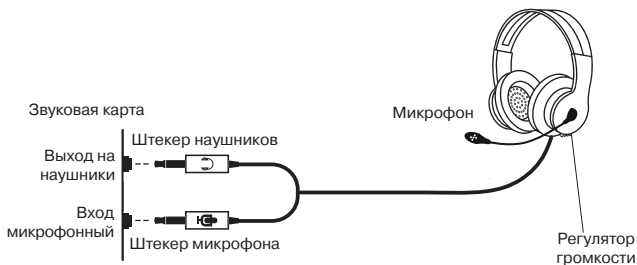 Звуковая карта
Штекер наушников
Выход на
наушники
Вход
микрофонный
Штекер микрофона
Микрофон
Регулятор
громкости